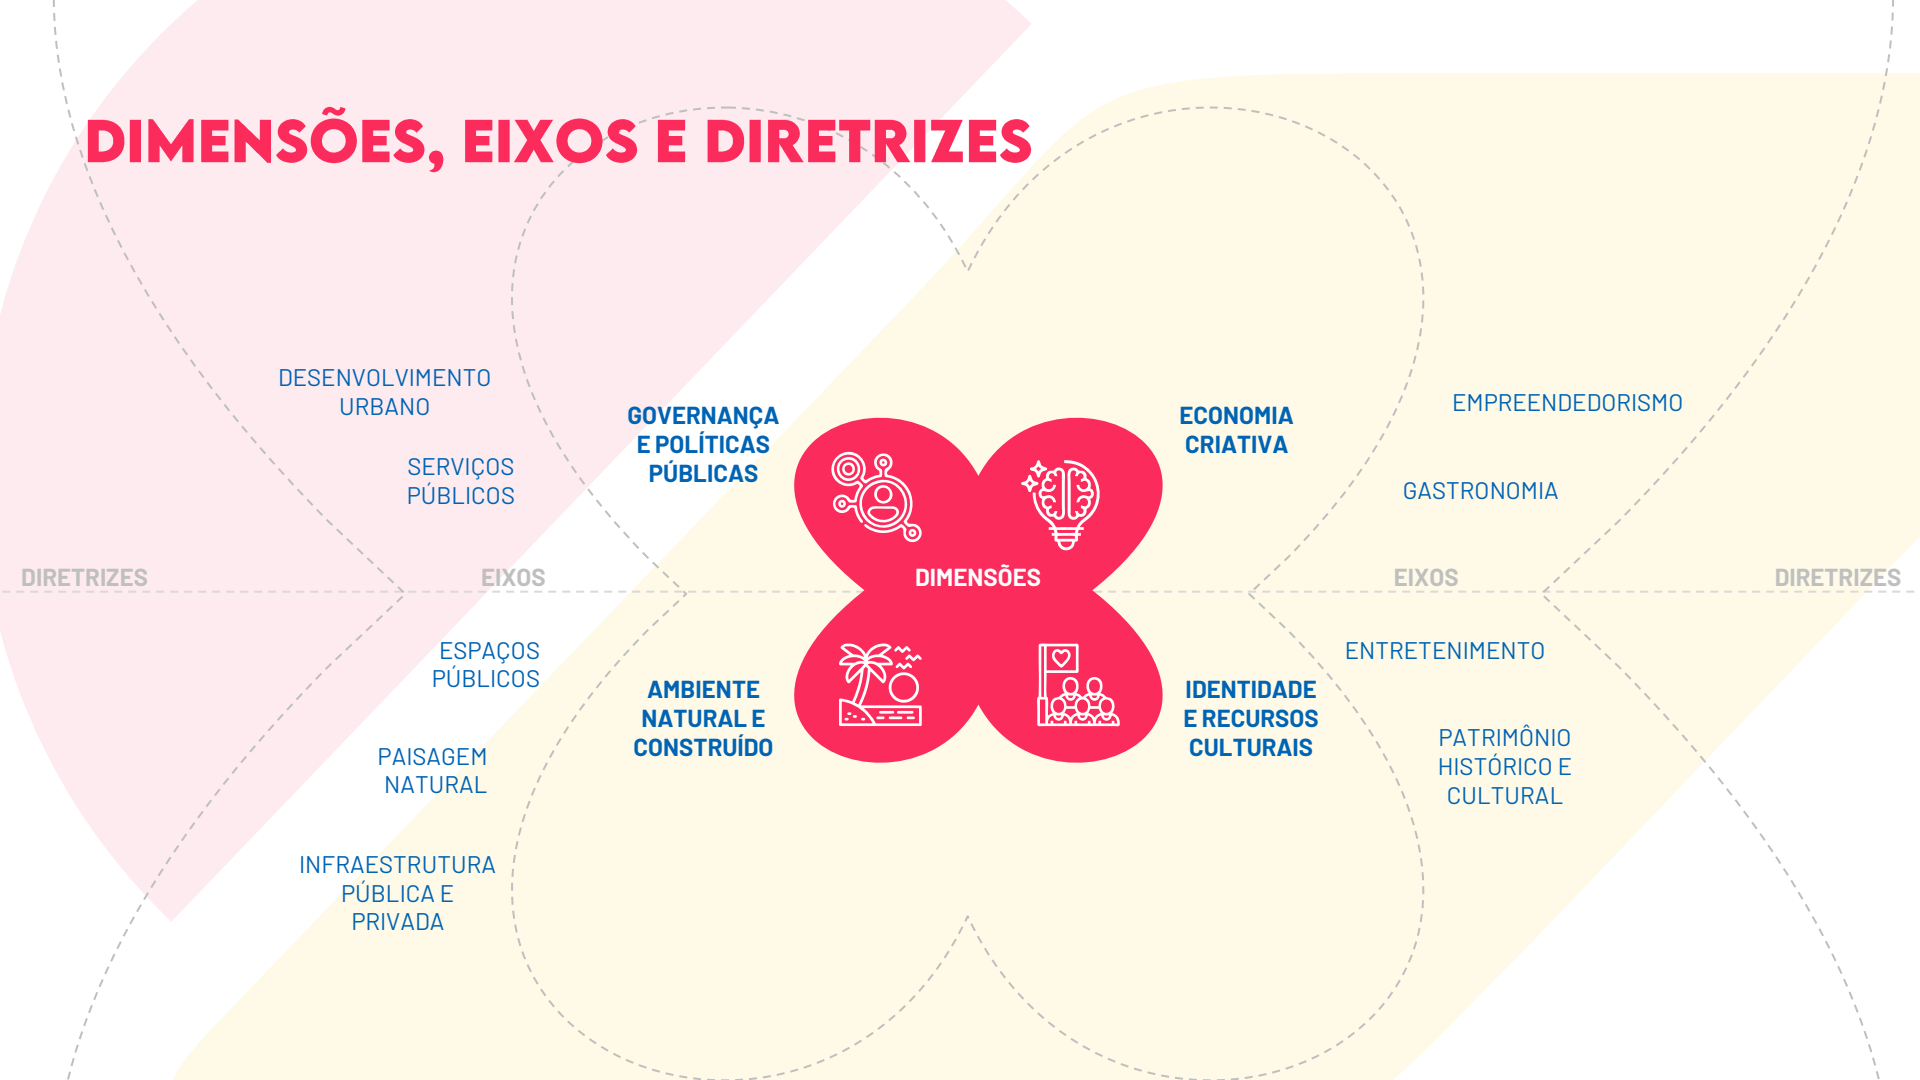 DIMENSÕES, EIXOS E DIRETRIZES
DESENVOLVIMENTO
URBANO
SERVIÇOS
PÚBLICOS
GOVERNANÇA
E POLÍTICAS
PÚBLICAS
ECONOMIA
CRIATIVA
EMPREENDEDORISMO
GASTRONOMIA
DIRETRIZES
EIXOS
DIMENSÕES
EIXOS
DIRETRIZES
ESPAÇOS
PÚBLICOS
PAISAGEM
NATURAL
INFRAESTRUTURA
PÚBLICA E
PRIVADA
AMBIENTE
NATURAL E
CONSTRUÍDO
IDENTIDADE
E RECURSOS
CULTURAIS
ENTRETENIMENTO
PATRIMÔNIO
HISTÓRICO E
CULTURAL